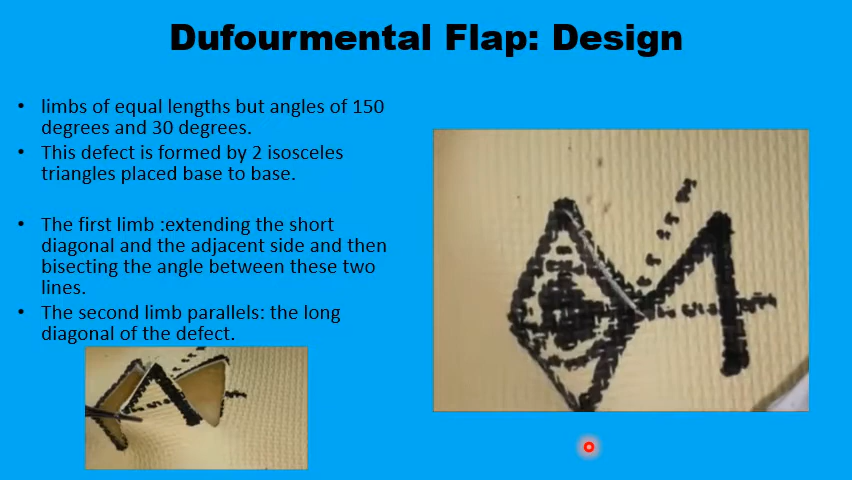 Dufourmental Flap: Design
• limbs of equal lengths but angles of 150
degrees and 30 degrees.
• This defect is formed by 2 isosceles
triangles placed base to base.
• The first limb :extending the short
diagonal and the adjacent side and then
bisecting the angle between these two
lines.
• The second limb parallels: the long
diagonal of the defect.